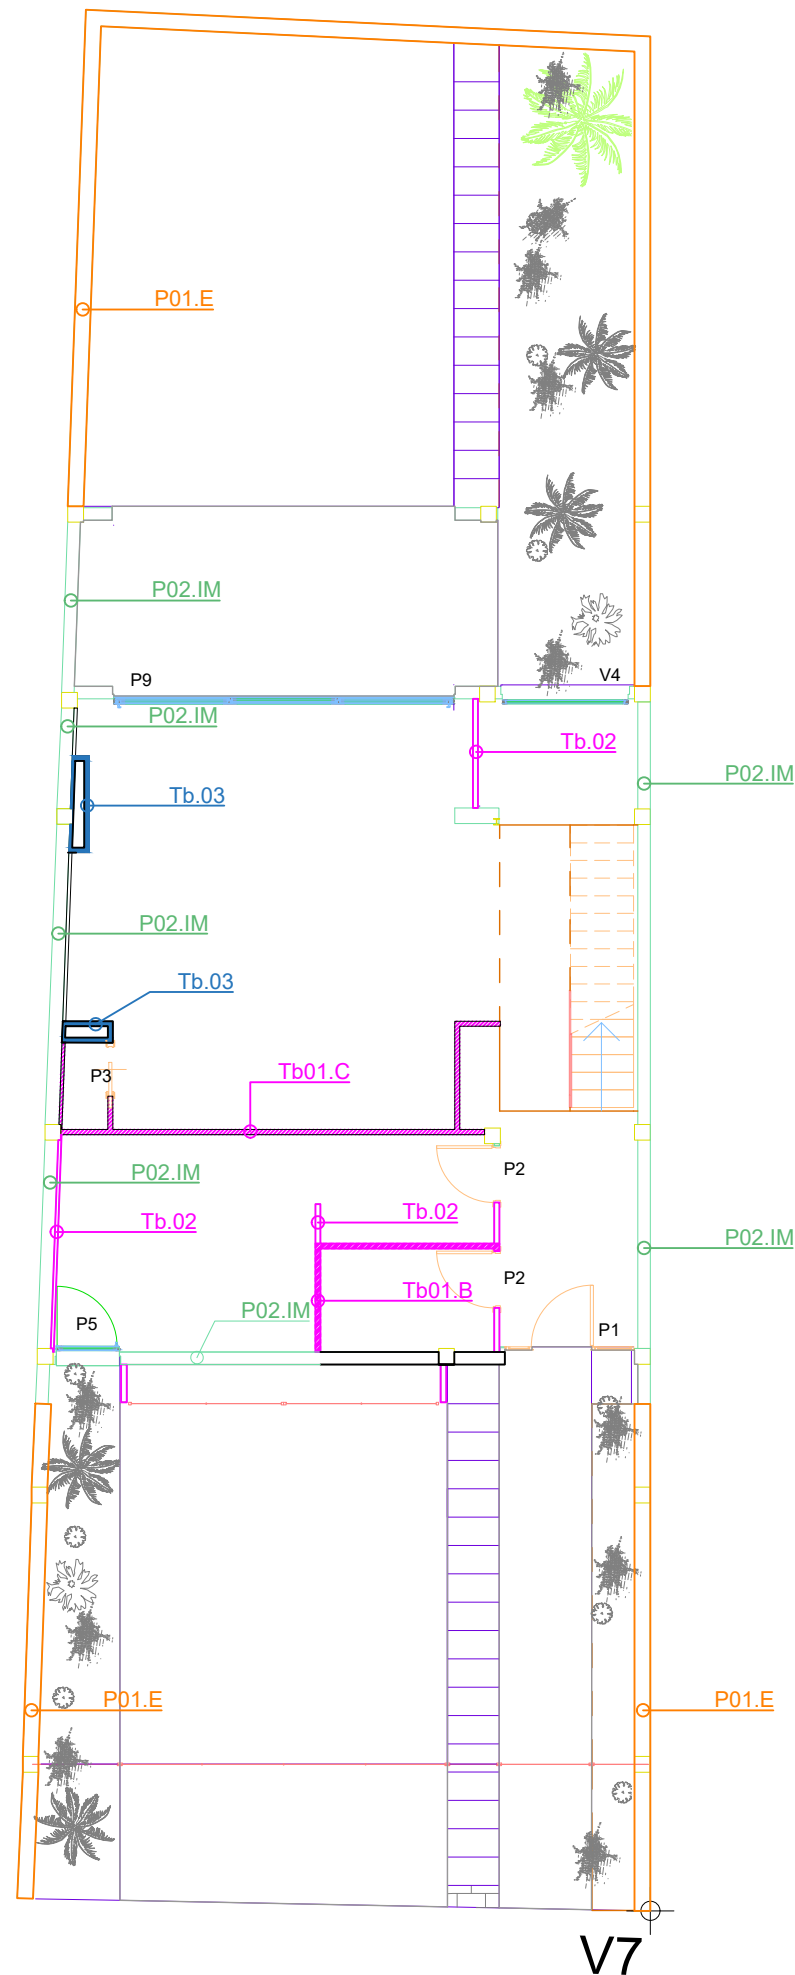 P01.E
P02.IM
P9
V4
P02.IM
Tb.02
P02.IM
Tb.03
P02.IM
Tb.03
Tb01.C
P3
P2
P02.IM
Tb.02
Tb.02
P02.IM
P2
Tb01.B
P02.IM
P5
P1
P01.E
P01.E
V7